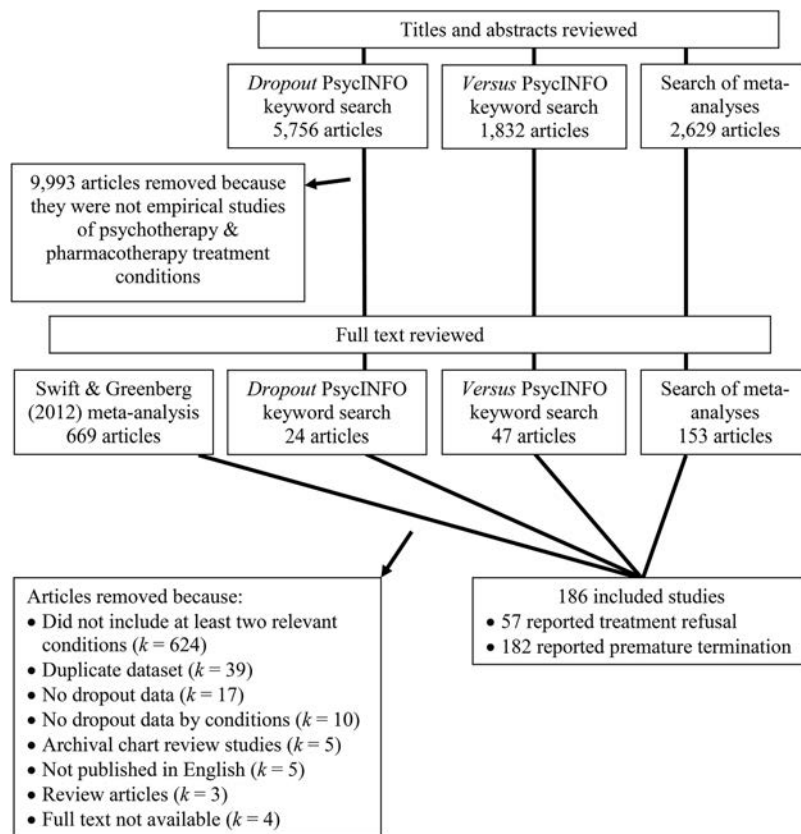 Titles and abstracts reviewed
Dropout PsycINFO
keyword search
5,756 articles
Versus PsycINFO
keyword search
1,832 articles
Search of meta-
analyses
2,629 articles
9,993 articles removed because
they were not empirical studies
of psychotherapy &
pharmacotherapy treatment
conditions
Full text reviewed
Swift & Greenberg
(2012) meta-analysis
669 articles
Dropout PsycINFO
keyword search
24 articles
Versus PsycINFO
keyword search
47 articles
Search of meta-
analyses
153 articles
Articles removed because:
• Did not include at least two relevant
conditions (k = 624)
• Duplicate dataset (k = 39)
• No dropout data (k = 17)
• No dropout data by conditions (k = 10)
• Archival chart review studies (k = 5)
• Not published in English (k = 5)
• Review articles (k = 3)
• Full text not available (k = 4)
186 included studies
• 57 reported treatment refusal
• 182 reported premature termination